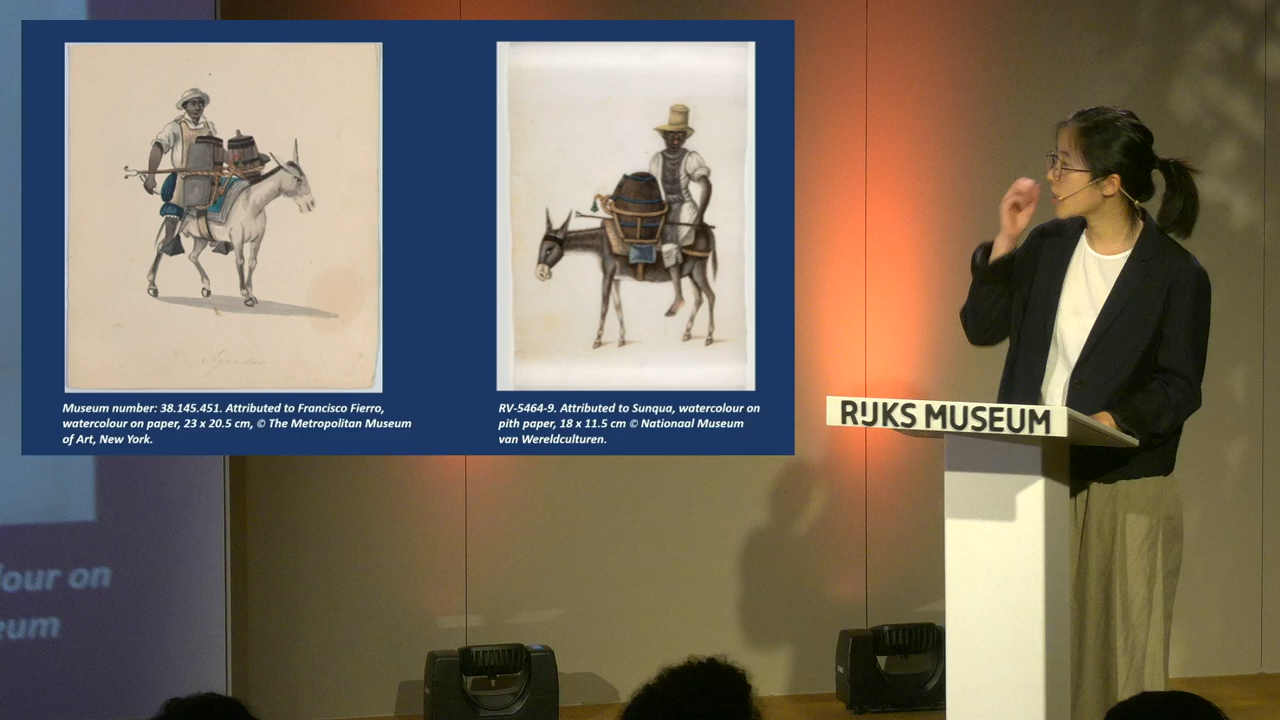 Museum number: 38.145.451. Attributed to Francisco Fierro,
watercolour on paper, 23 x 20.5 cm, © The Metropolitan Museum
of Art, New York.
RV-5464-9. Attributed to Sunqua, watercolour on
pith paper, 18 x 11.5 cm © Nationaal Museum
van Wereldculturen.
RIJKS MUSEUM
our on
eum